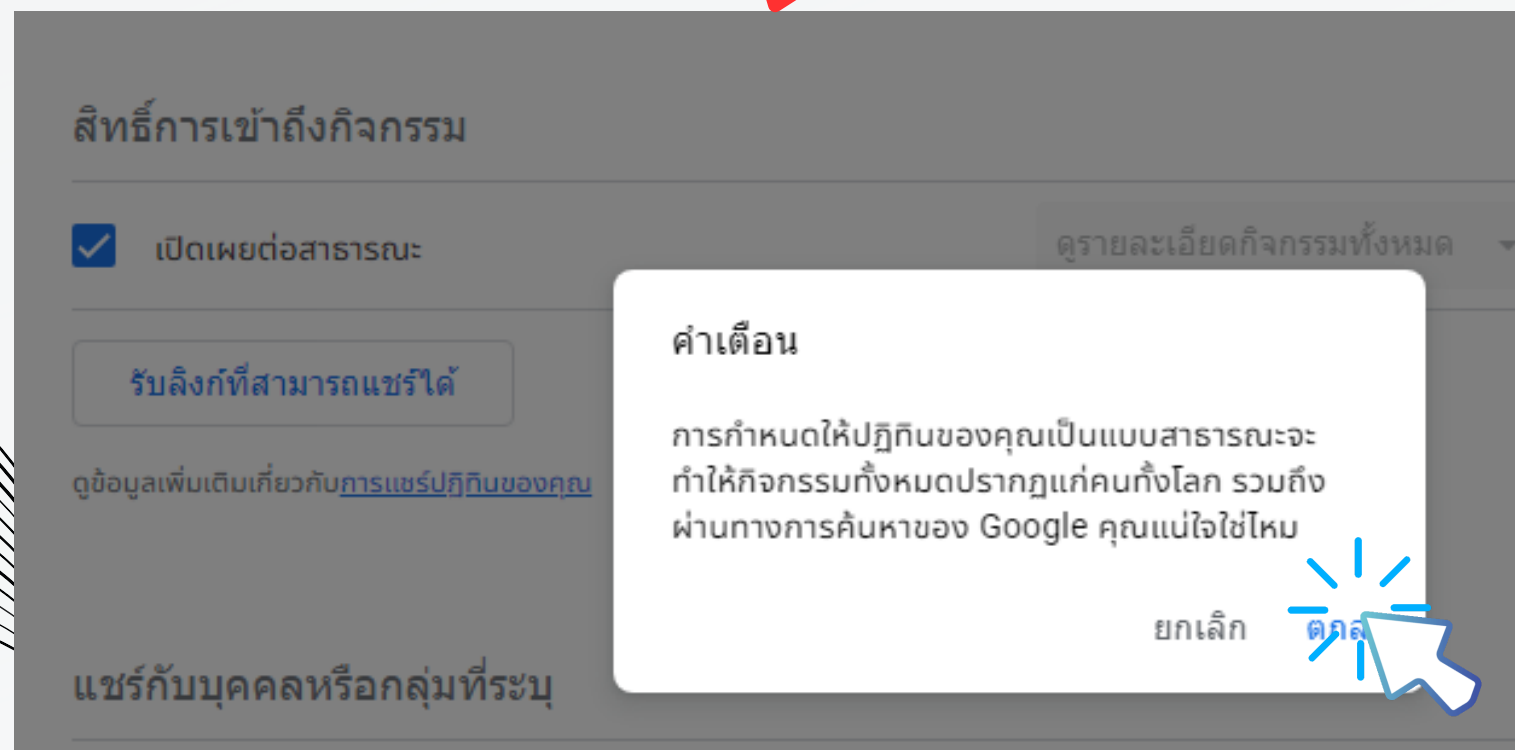 สิทธิ์การเข้าถึงกิจกรรม
เปิดเผยต่อสาธารณะ
ดูรายละเอียดกิจกรรมทั้งหมด
รับลิงก์ที่สามารถแชร์ได้
ดูข้อมูลเพิ่มเติมเกี่ยวกับการแชร์ปฏิทินของคุณ
คำเตือน
การกำหนดให้ปฏิทินของคุณเป็นแบบสาธารณะจะ
ทำให้กิจกรรมทั้งหมดปรากฏแก่คนทั้งโลก รวมถึง
ผ่านทางการค้นหาของ Google คุณแน่ใจใช่ไหม
ยกเลิก
แชร์กับบุคคลหรือกลุ่มที่ระบุ